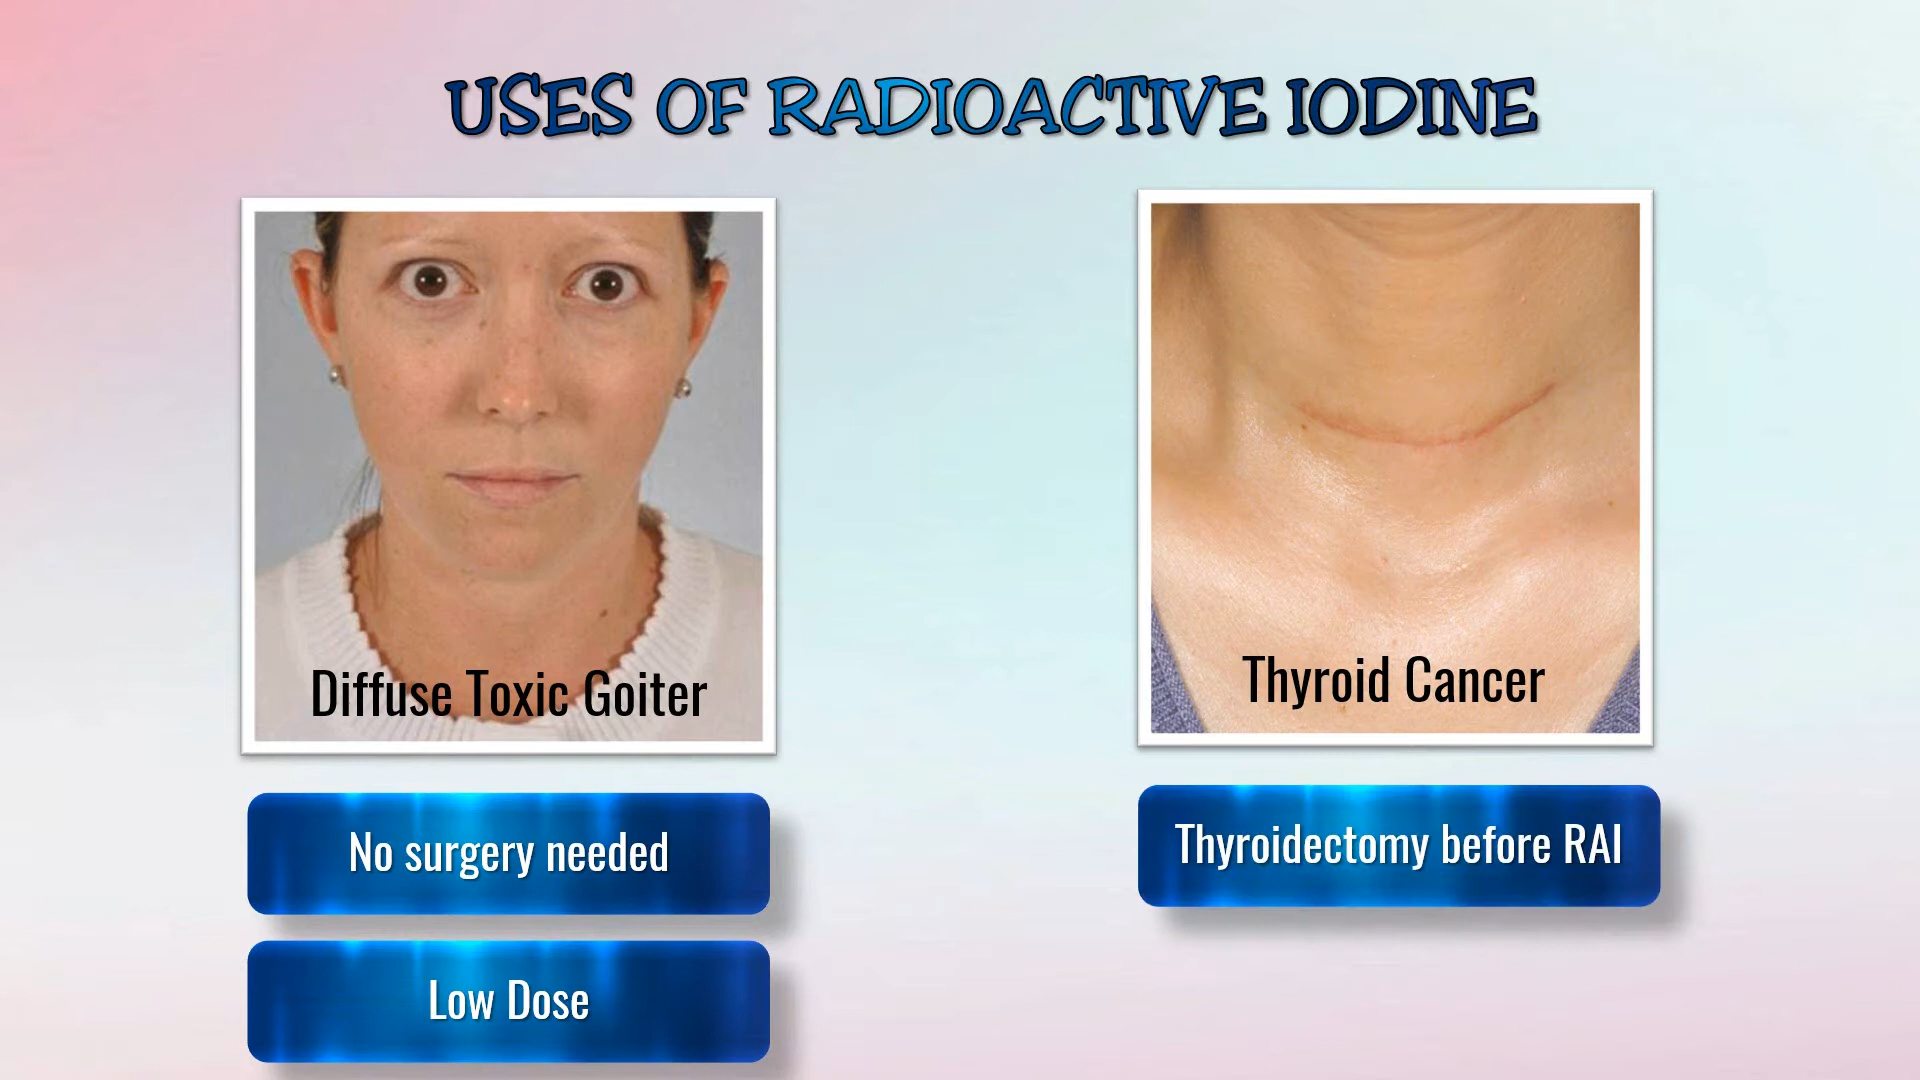 USES OF RADIOACTIVE IODINE
Diffuse Toxic Goiter
Thyroid Cancer
No surgery needed
Thyroidectomy before RAI
Low Dose